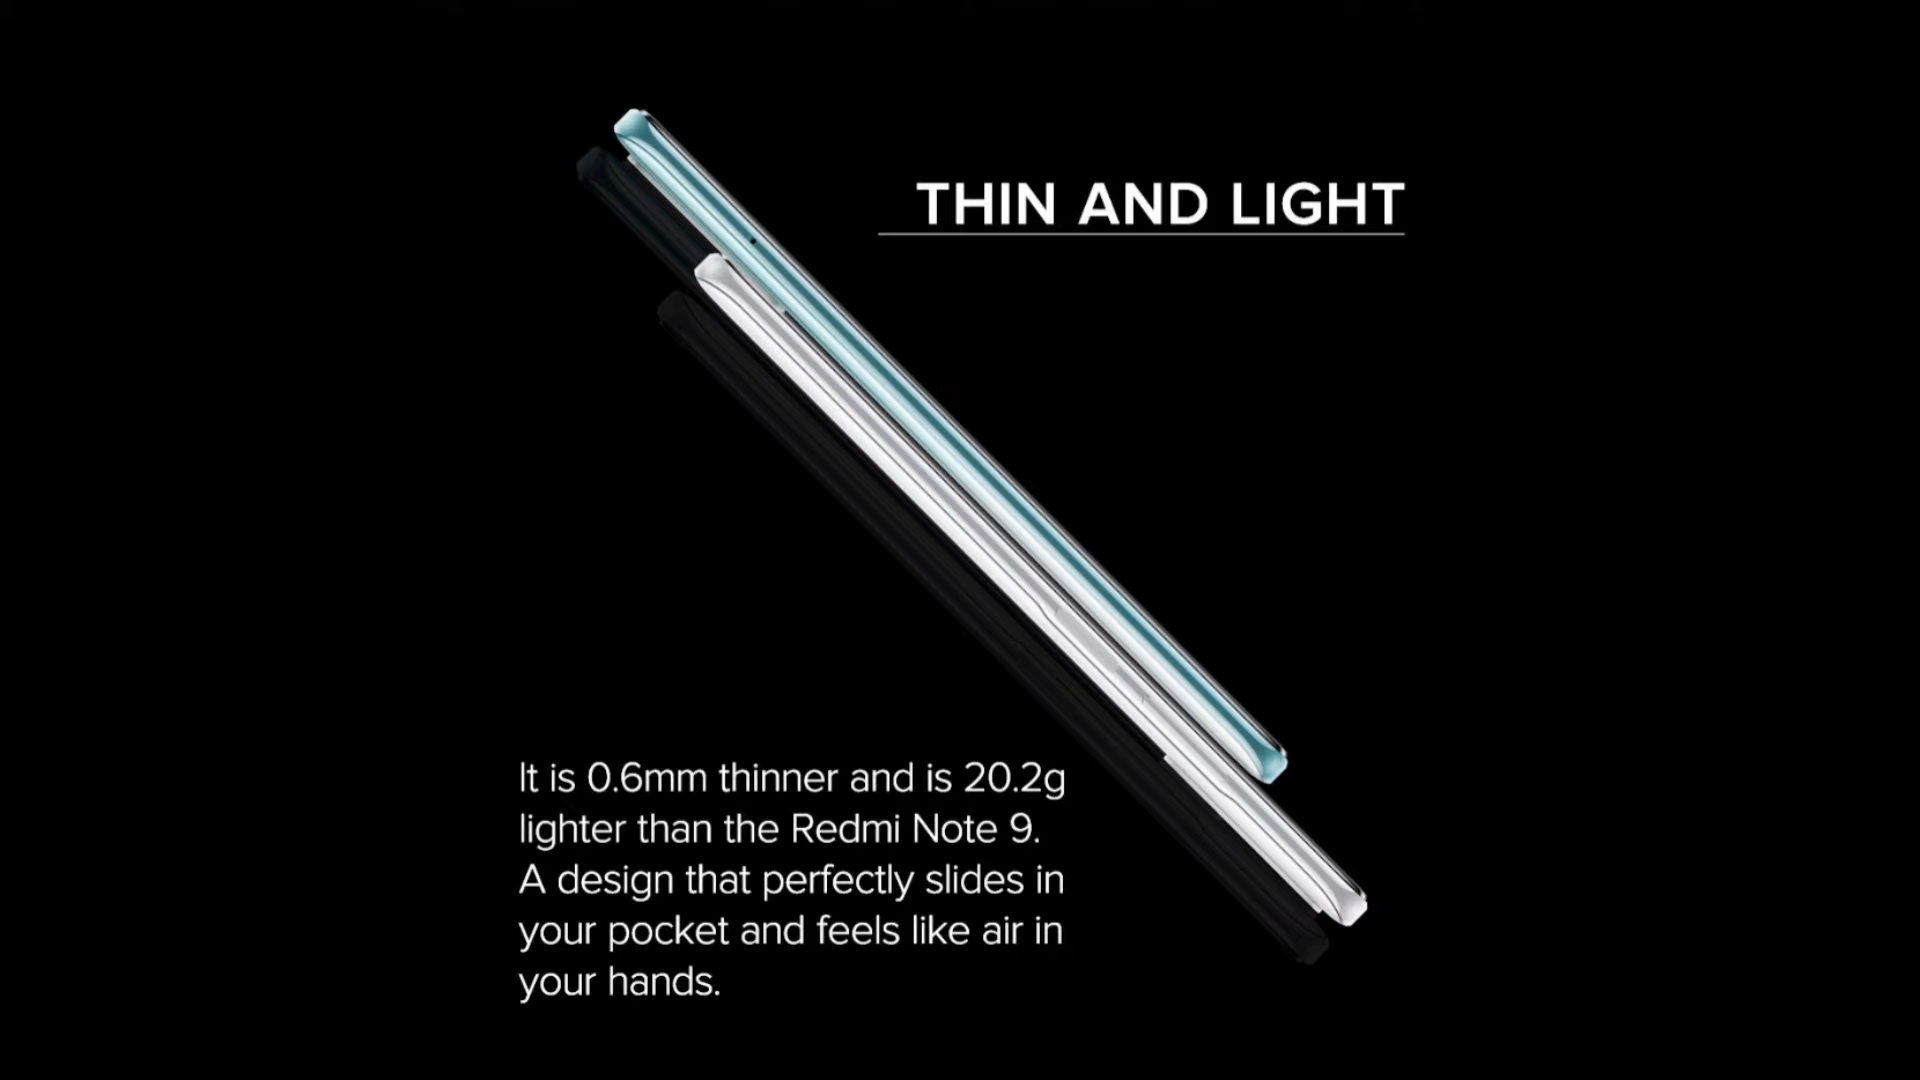 THIN AND LIGHT
It is 0.6mm thinner and is 20.2g
lighter than the Redmi Note 9.
A design that perfectly slides in
your pocket and feels like air in
your hands.